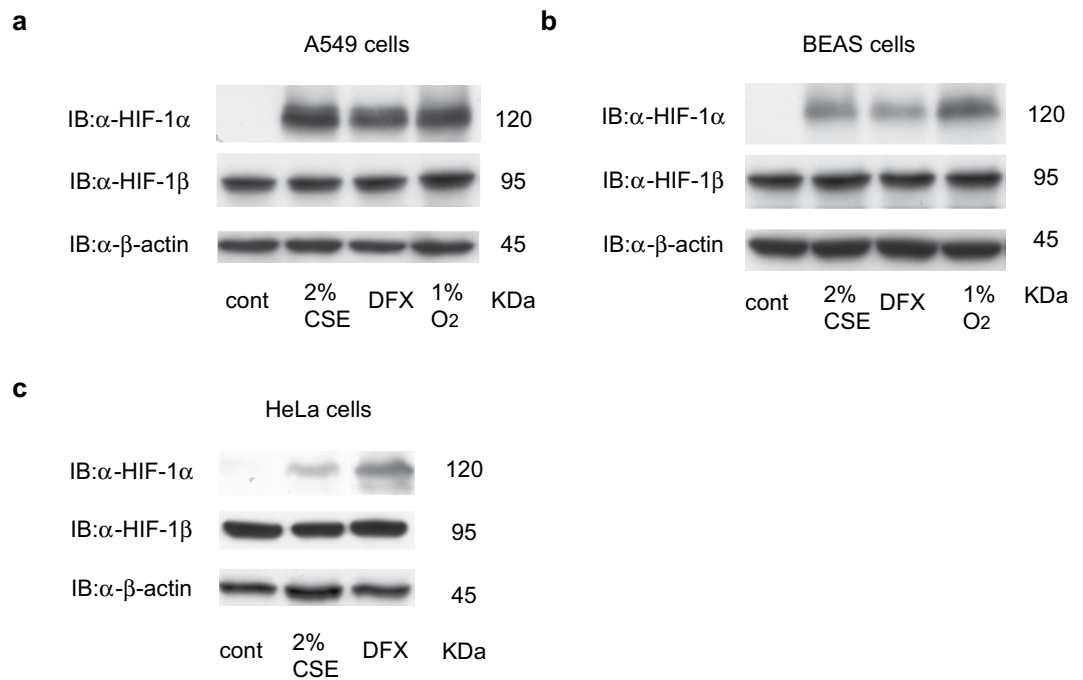 a
A549 cells
IB:α-HIF-1α
120
IB:α-HIF-1β
95
IB:α-β-actin
45
cont
2%
CSE
DFX
1%
O2
KDa
b
BEAS cells
IB:α-HIF-1α
120
IB:α-HIF-1β
95
IB:α-β-actin
45
cont
2%
CSE
DFX
1%
O2
KDa
c
HeLa cells
IB:α-HIF-1α
120
IB:α-HIF-1β
95
IB:α-β-actin
45
cont
2%
CSE
DFX
KDa